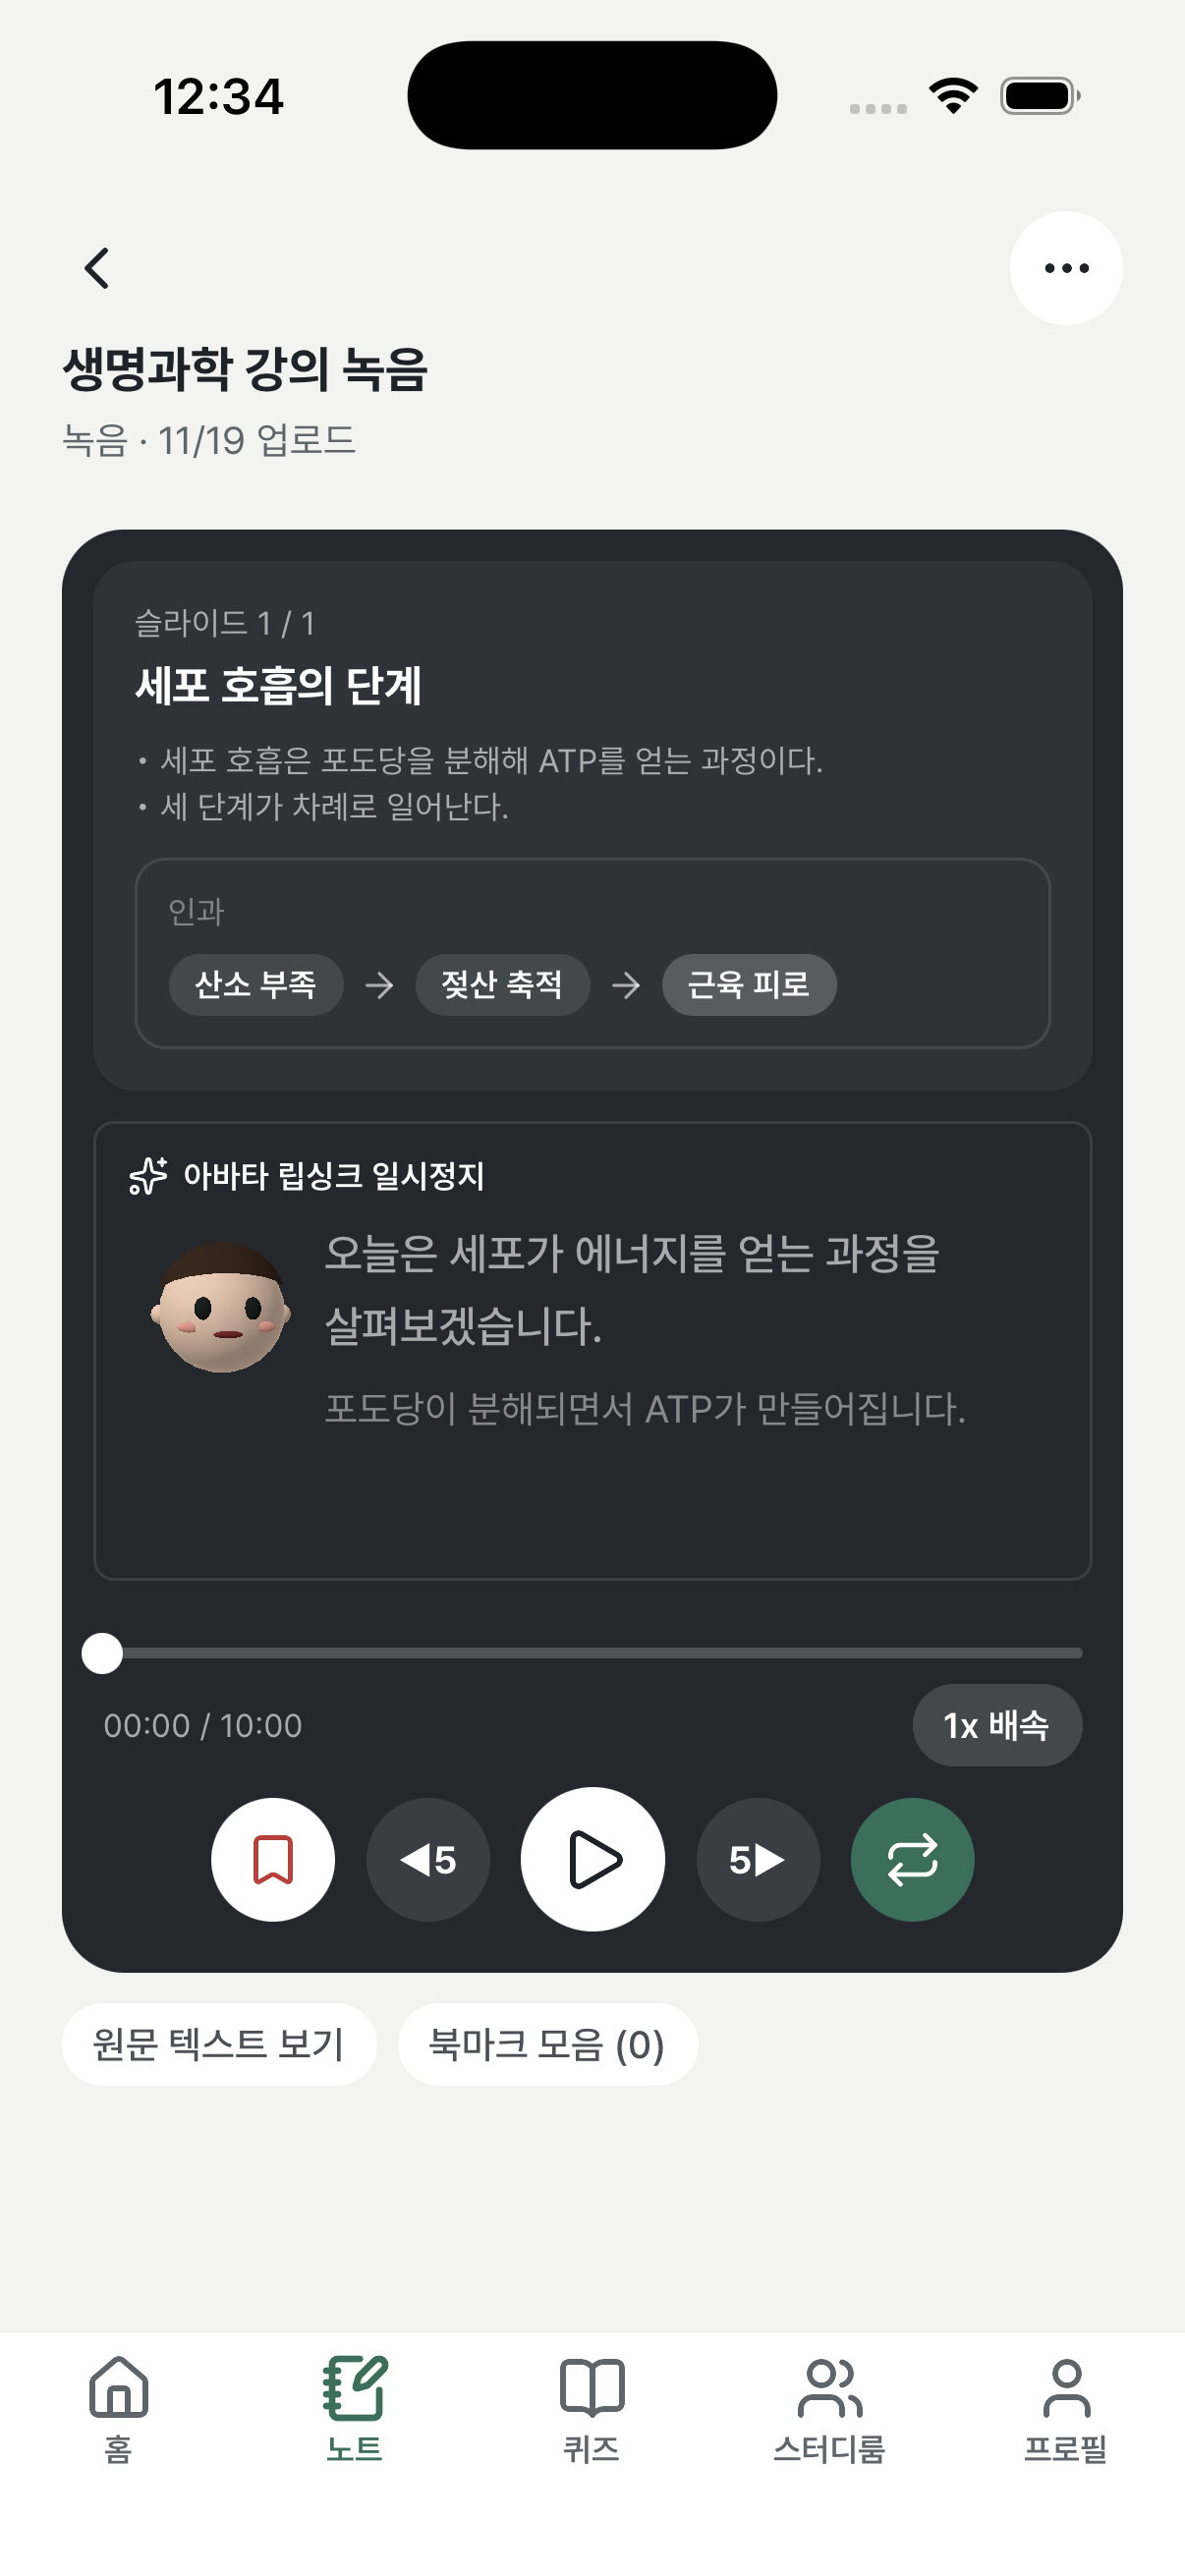 12:34
생명과학 강의 녹음
녹음 · 11/19 업로드
슬라이드 1 / 1
세포 호흡의 단계
• 세포 호흡은 포도당을 분해해 ATP를 얻는 과정이다.
• 세 단계가 차례로 일어난다.
인과
산소 부족 → 젖산 축적 → 근육 피로
아바타 립싱크 일시정지
오늘은 세포가 에너지를 얻는 과정을
살펴보겠습니다.
포도당이 분해되면서 ATP가 만들어집니다.
00:00 / 10:00
1x 배속
◀5
5▶
원문 텍스트 보기
북마크 모음 (0)
홈
노트
퀴즈
스터디룸
프로필